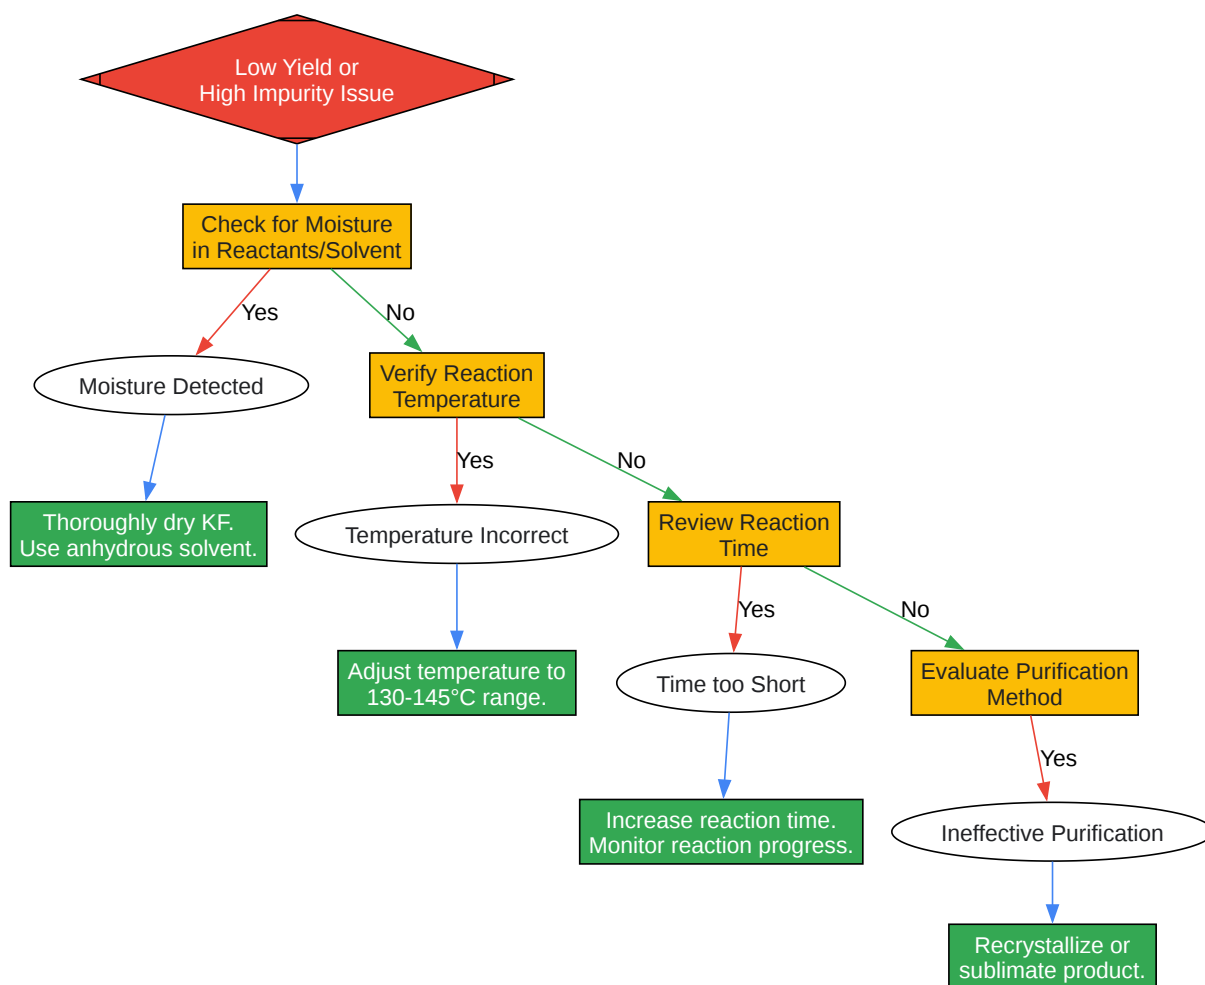 Low Yield or
High Impurity Issue
Check for Moisture
in Reactants/Solvent
Yes
No
Moisture Detected
Verify Reaction
Temperature
Thoroughly dry KF.
Use anhydrous solvent.
Yes
No
Temperature Incorrect
Review Reaction
Time
Adjust temperature to
130-145°C range.
Yes
No
Time too Short
Evaluate Purification
Method
Increase reaction time.
Monitor reaction progress.
Yes
Ineffective Purification
Recrystallize or
sublimate product.